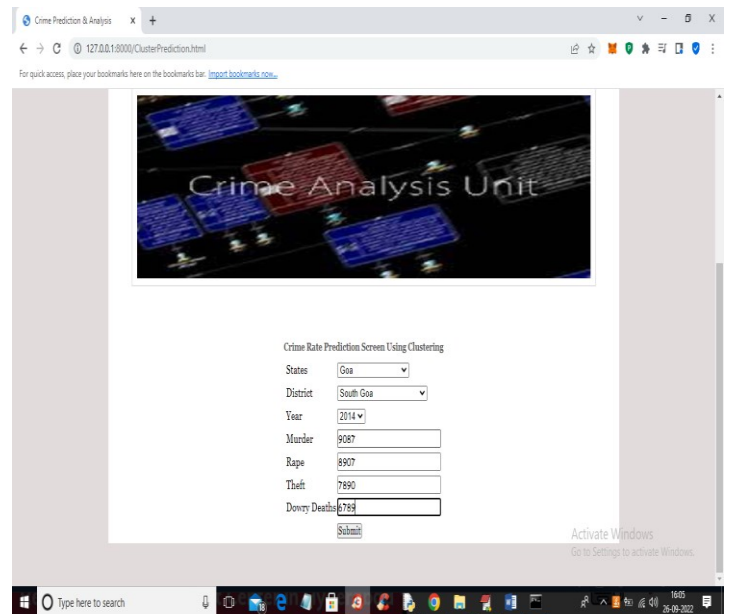 Crime Prediction & Analysis
127.0.0.1:8000/ClusterPrediction.html
For quick access, place your bookmarks here on the bookmarks bar. Import bookmarks now...
Crime Analysis Unit
Crime Rate Prediction Screen Using Clustering
States Goa
District South Goa
Year 2014
Murder 9087
Rape 8907
Theft 7890
Dowry Deaths 6789
Submit
Activate Windows
Go to Settings to activate Windows.
Type here to search
18
16:05
26-09-2022